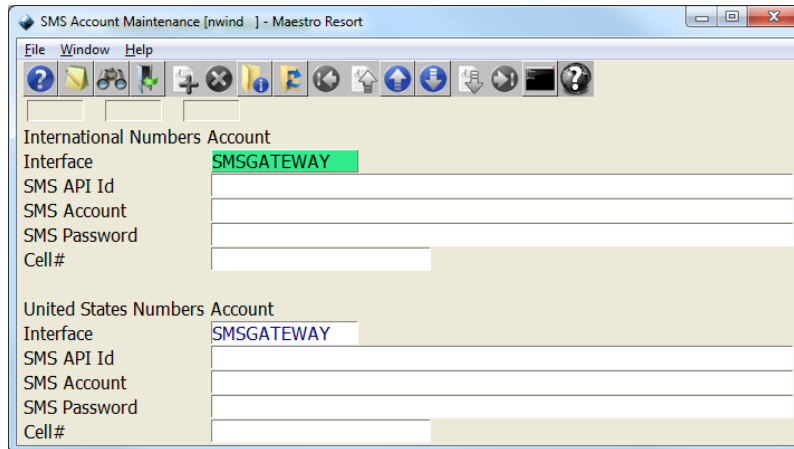 SMS Account Maintenance [nwind   ] - Maestro Resort
File Window Help
International Numbers Account
Interface SMSGATEWAY
SMS API Id
SMS Account
SMS Password
Cell#
United States Numbers Account
Interface SMSGATEWAY
SMS API Id
SMS Account
SMS Password
Cell#